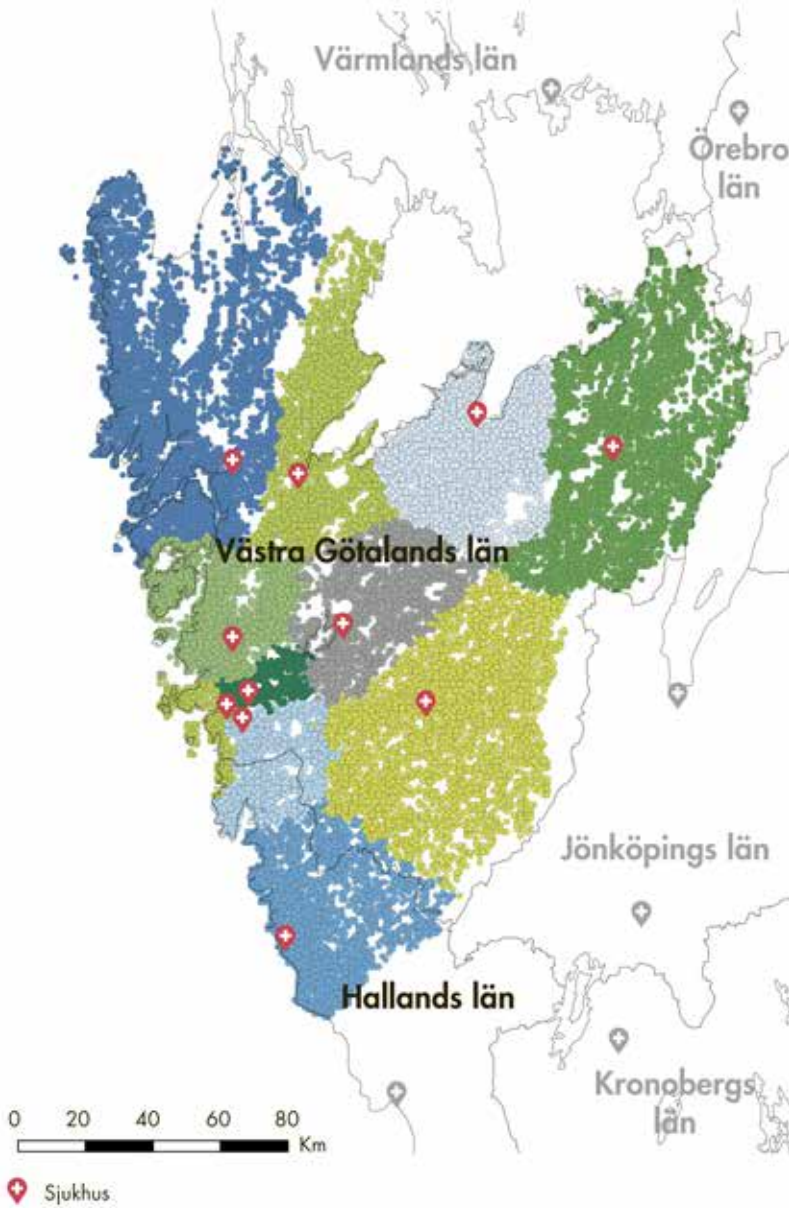 Värmlands län
Örebro
län
Västra Götalands län
Jönköpings län
Hallands län
Kronobergs
län
0 20 40 60 80
Km
Sjukhus